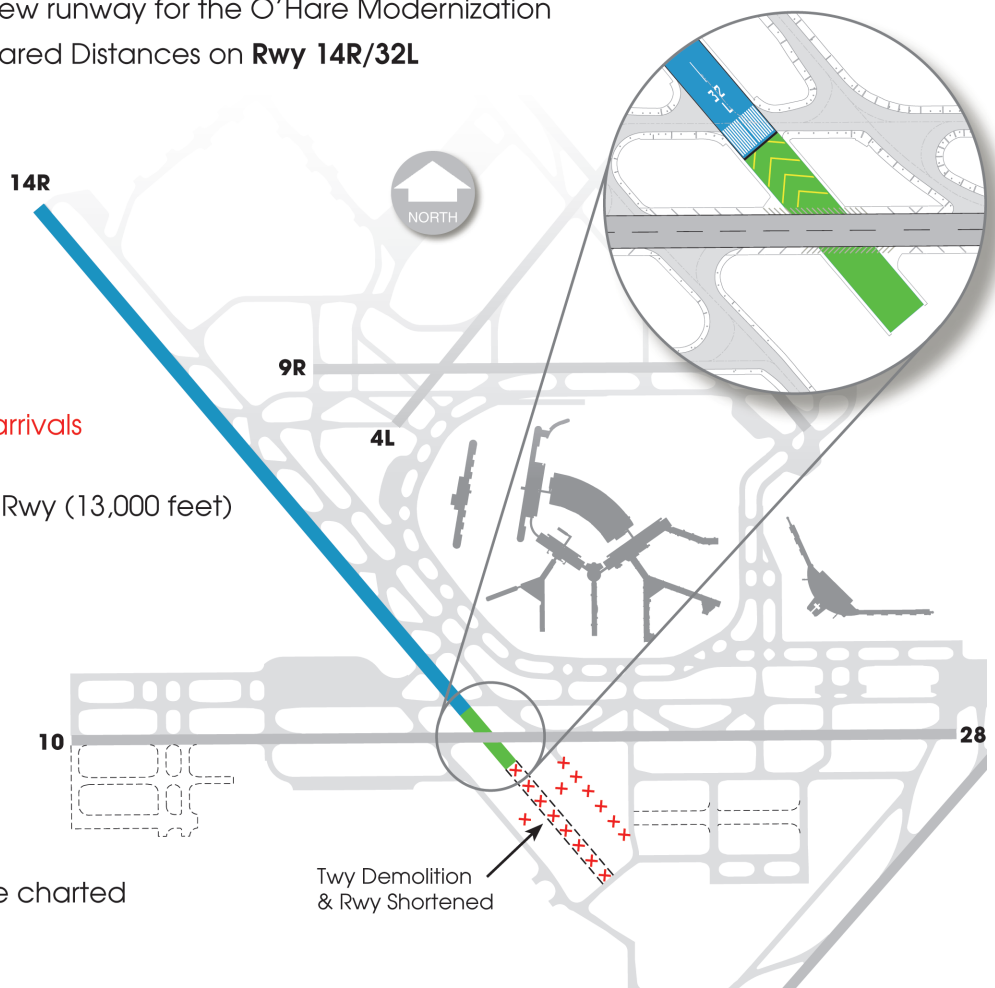 ew runway for the O'Hare Modernization
ared Distances on Rwy 14R/32L
32
L
14R
NORTH
9R
arrivals
4L
Rwy (13,000 feet)
10
28
e charted
Twy Demolition
& Rwy Shortened